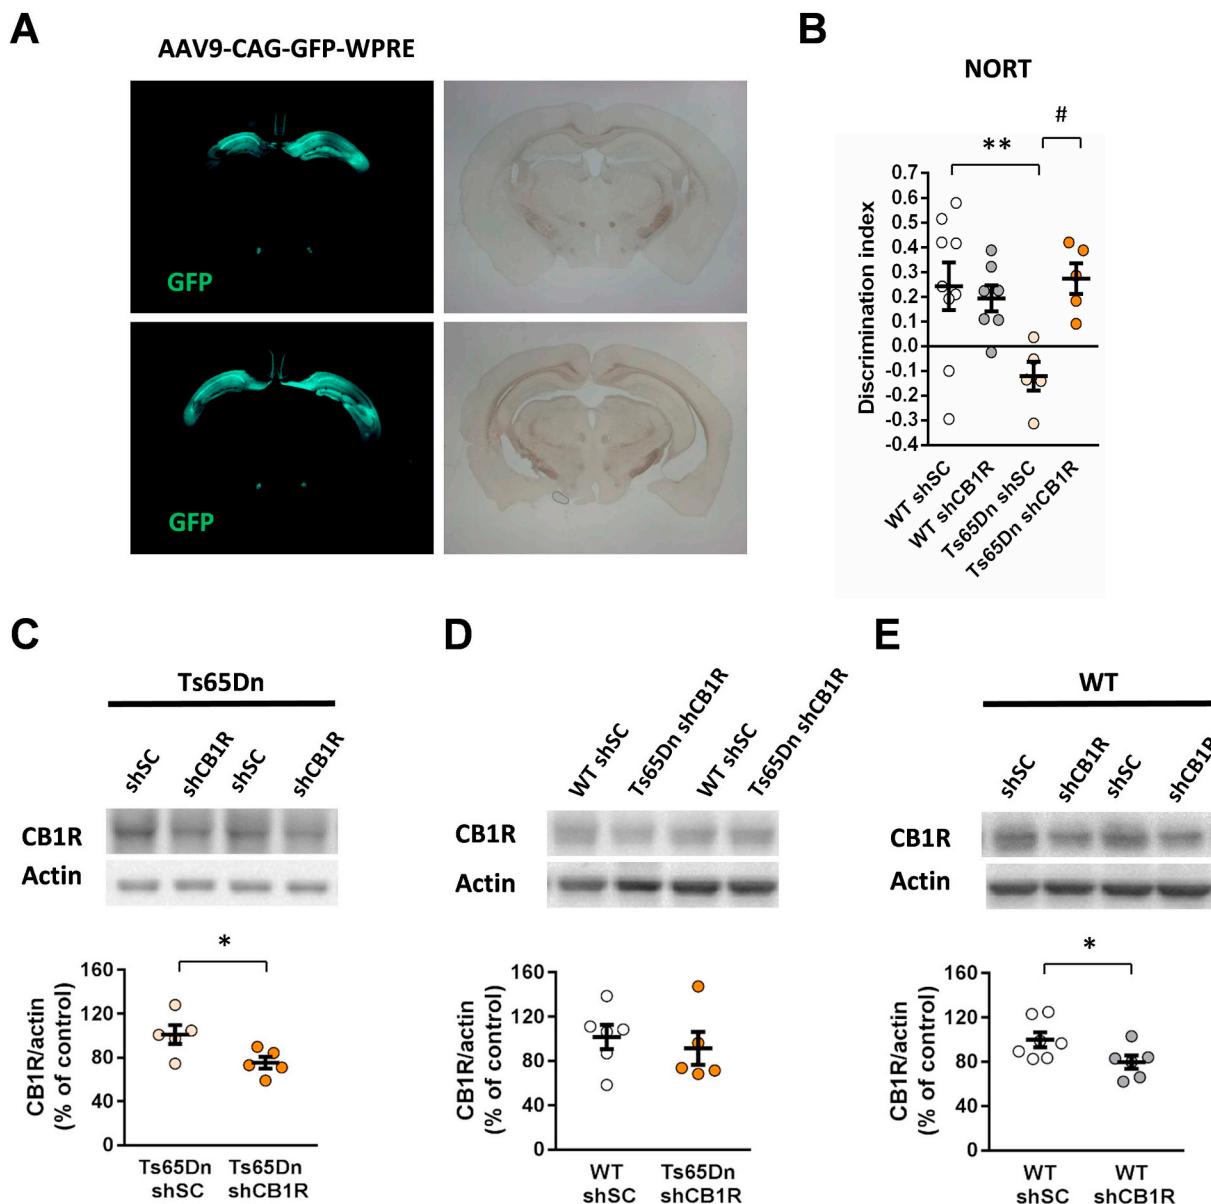 A
AAV9-CAG-GFP-WPRE
GFP
GFP
B
NORT
#
**
Discrimination index
0.7
0.6
0.5
0.4
0.3
0.2
0.1
0.0
-0.1
-0.2
-0.3
-0.4
WT shSC
WT shCB1R
Ts65Dn shSC
Ts65Dn shCB1R
C
Ts65Dn
shSC
shCB1R
shSC
shCB1R
CB1R
Actin
*
CB1R/actin
(% of control)
160
120
80
40
0
Ts65Dn
shSC
Ts65Dn
shCB1R
D
WT shSC
Ts65Dn shCB1R
WT shSC
Ts65Dn shCB1R
CB1R
Actin
CB1R/actin
(% of control)
160
120
80
40
0
WT
shSC
Ts65Dn
shCB1R
E
WT
shSC
shCB1R
shSC
shCB1R
CB1R
Actin
*
CB1R/actin
(% of control)
160
120
80
40
0
WT
shSC
WT
shCB1R